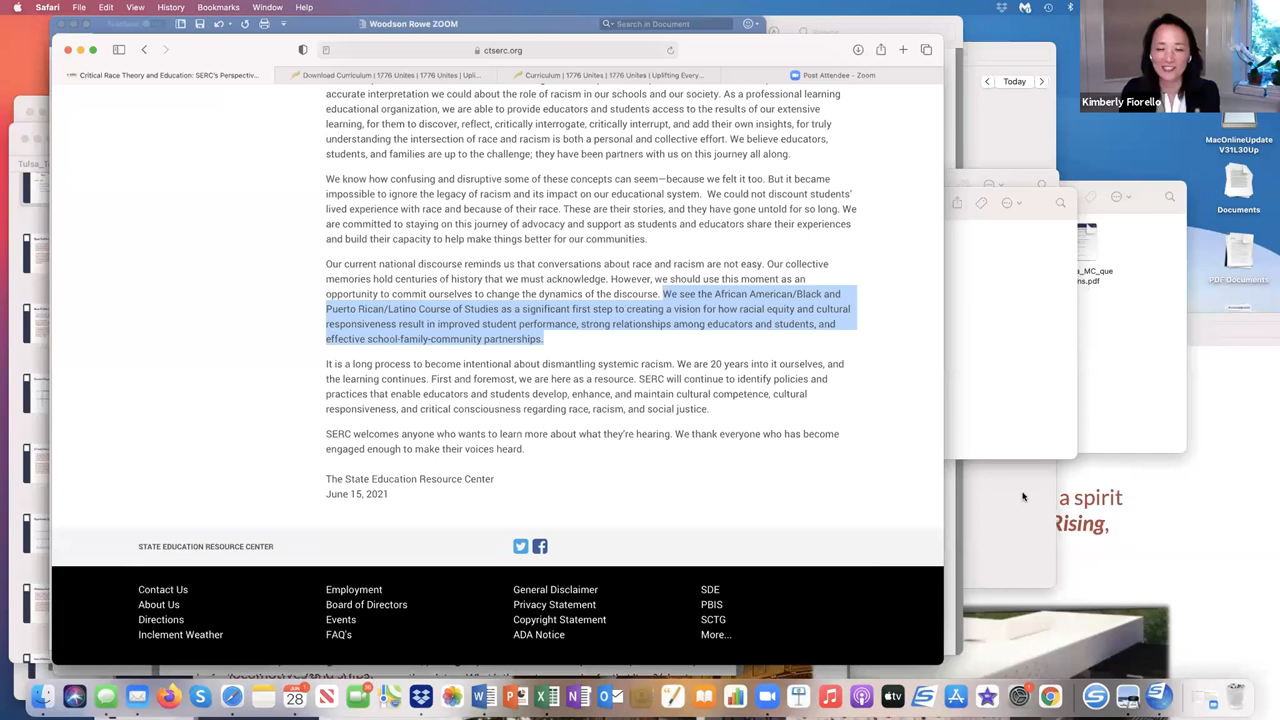 Safari File Edit View History Bookmarks Window Help
Woodson Rowe ZOOM
Search in Document
ctserc.org
Critical Race Theory and Education: SERC's Perspectiv...
Download Curriculum | 1776 Unites | 1776 Unites | Upli...
Curriculum | 1776 Unites | 1776 Unites | Uplifting Every...
Post Attendee - Zoom
Today
Kimberly Fiorello
accurate interpretation we could about the role of racism in our schools and our society. As a professional learning
educational organization, we are able to provide educators and students access to the results of our extensive
learning, for them to discover, reflect, critically interrogate, critically interrupt, and add their own insights, for truly
understanding the intersection of race and racism is both a personal and collective effort. We believe educators,
students, and families are up to the challenge; they have been partners with us on this journey all along.
We know how confusing and disruptive some of these concepts can seem—because we felt it too. But it became
impossible to ignore the legacy of racism and its impact on our educational system. We could not discount students'
lived experience with race and because of their race. These are their stories, and they have gone untold for so long. We
are committed to staying on this journey of advocacy and support as students and educators share their experiences
and build their capacity to help make things better for our communities.
Our current national discourse reminds us that conversations about race and racism are not easy. Our collective
memories hold centuries of history that we must acknowledge. However, we should use this moment as an
opportunity to commit ourselves to change the dynamics of the discourse. We see the African American/Black and
Puerto Rican/Latino Course of Studies as a significant first step to creating a vision for how racial equity and cultural
responsiveness result in improved student performance, strong relationships among educators and students, and
effective school-family-community partnerships.
It is a long process to become intentional about dismantling systemic racism. We are 20 years into it ourselves, and
the learning continues. First and foremost, we are here as a resource. SERC will continue to identify policies and
practices that enable educators and students develop, enhance, and maintain cultural competence, cultural
responsiveness, and critical consciousness regarding race, racism, and social justice.
SERC welcomes anyone who wants to learn more about what they're hearing. We thank everyone who has become
engaged enough to make their voices heard.
The State Education Resource Center
June 15, 2021
STATE EDUCATION RESOURCE CENTER
Contact Us
About Us
Directions
Inclement Weather
Employment
Board of Directors
Events
FAQ's
General Disclaimer
Privacy Statement
Copyright Statement
ADA Notice
SDE
PBIS
SCTG
More...
Tulsa_T
MacOnlineUpdate
V31L30Up
Documents
PDF Documents
a_MC_que
ns.pdf
a spirit
Rising,
JUN
28